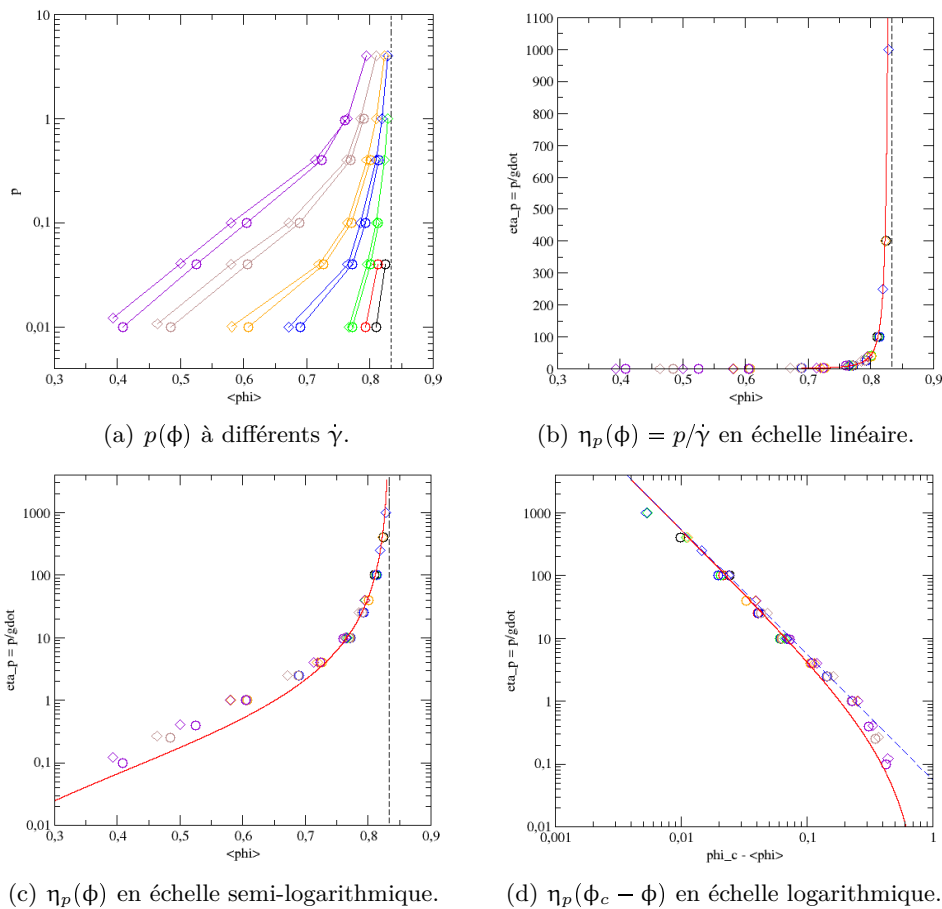 10
1
0,1
0,01
p
0,3 0,4 0,5 0,6 0,7 0,8 0,9
<phi>
(a) p(ϕ) à différents γ̇.
1100
1000
900
800
700
600
500
400
300
200
100
0
eta_p = p/gdot
0,3 0,4 0,5 0,6 0,7 0,8 0,9
<phi>
(b) η_p(ϕ) = p/γ̇ en échelle linéaire.
1000
100
10
1
0,1
0,01
eta_p = p/gdot
0,3 0,4 0,5 0,6 0,7 0,8 0,9
<phi>
(c) η_p(ϕ) en échelle semi-logarithmique.
1000
100
10
1
0,1
0,01
eta_p = p/gdot
0,001 0,01 0,1 1
phi_c - <phi>
(d) η_p(ϕ_c − ϕ) en échelle logarithmique.